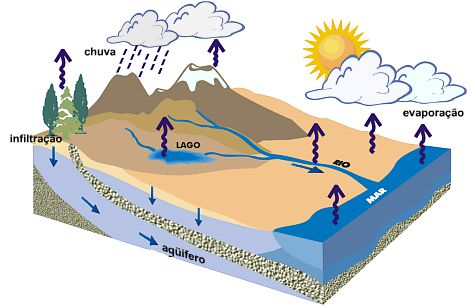 chuva
evaporação
infiltração
LAGO
RIO
MAR
aqüífero